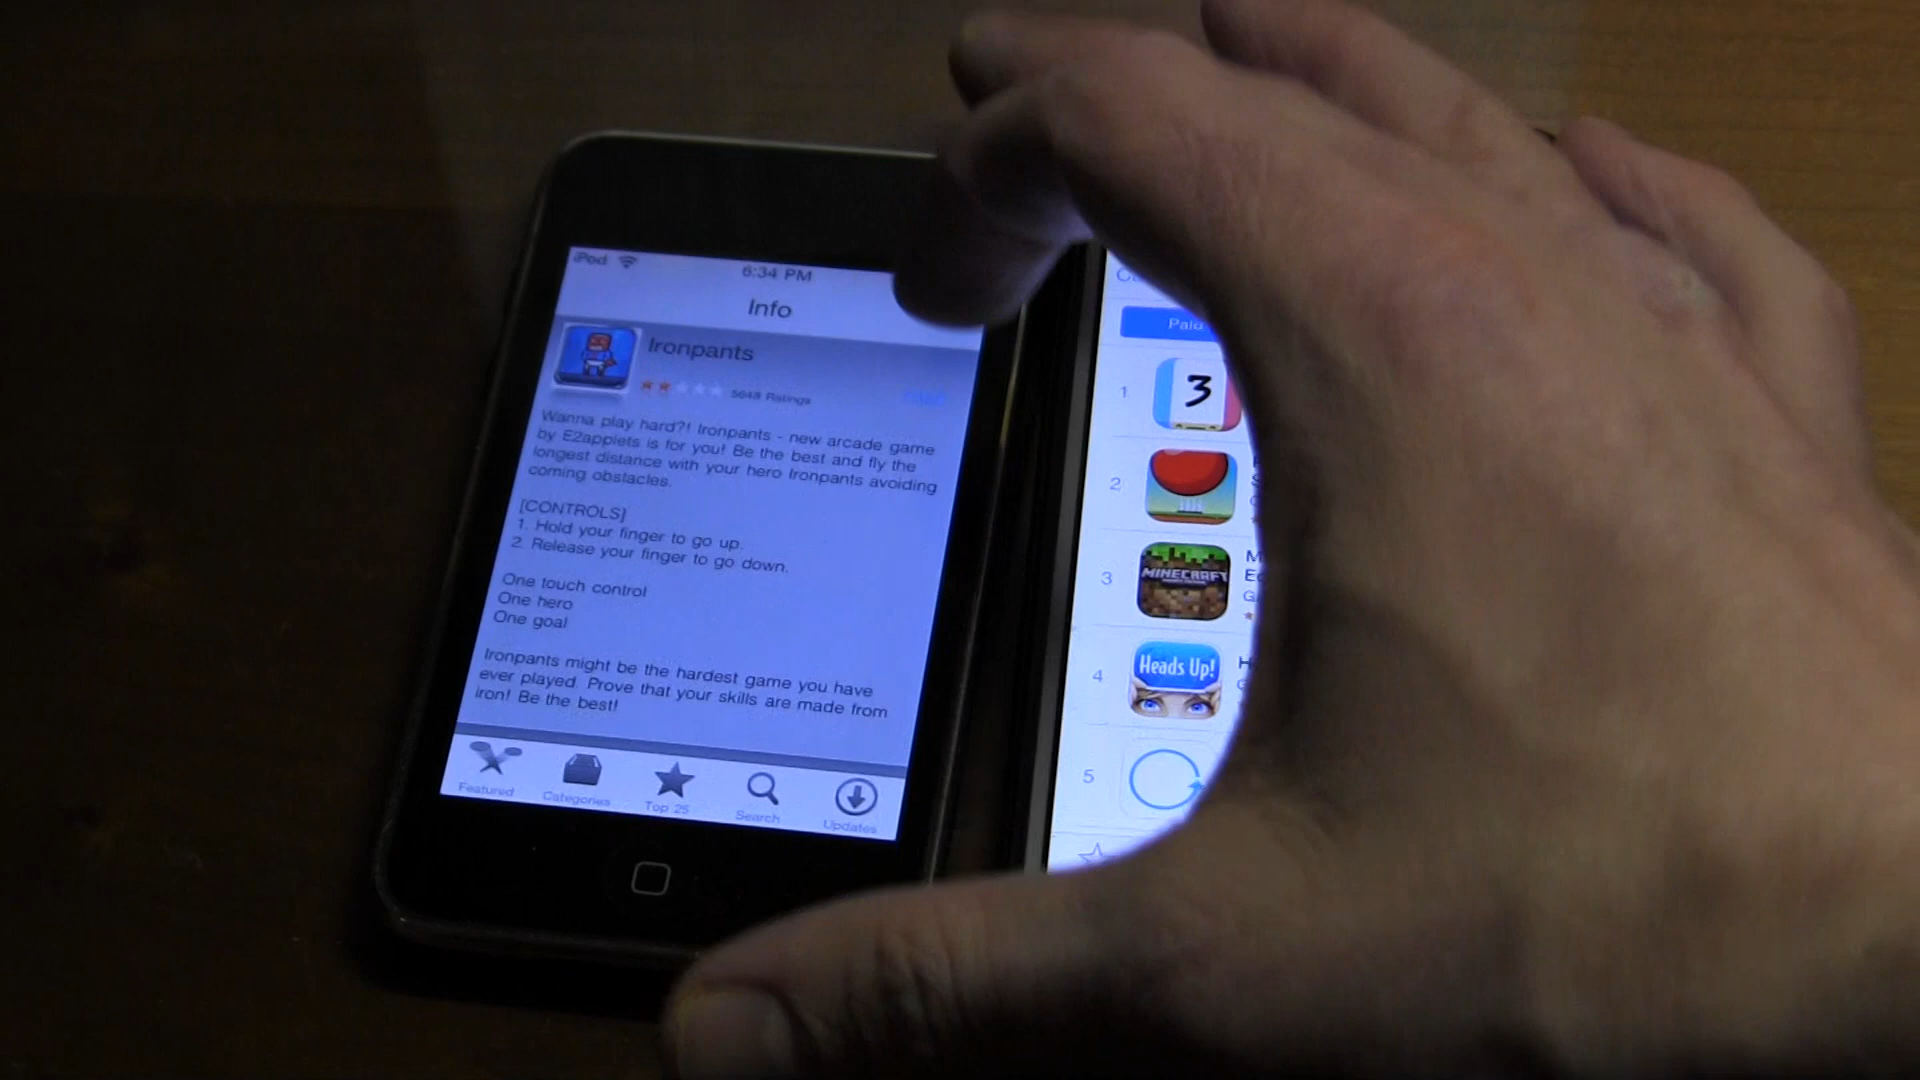 iPod
6:34 PM
Info
Ironpants
5648 Ratings
Wanna play hard?! Ironpants - new arcade game
by E2applets is for you! Be the best and fly the
longest distance with your hero Ironpants avoiding
coming obstacles.
[CONTROLS]
1. Hold your finger to go up.
2. Release your finger to go down.
One touch control
One hero
One goal
Ironpants might be the hardest game you have
ever played. Prove that your skills are made from
iron! Be the best!
Featured
Categories
Top 25
Search
Updates
Paid
1
3
2
3
MINECRAFT
4
Heads Up!
5